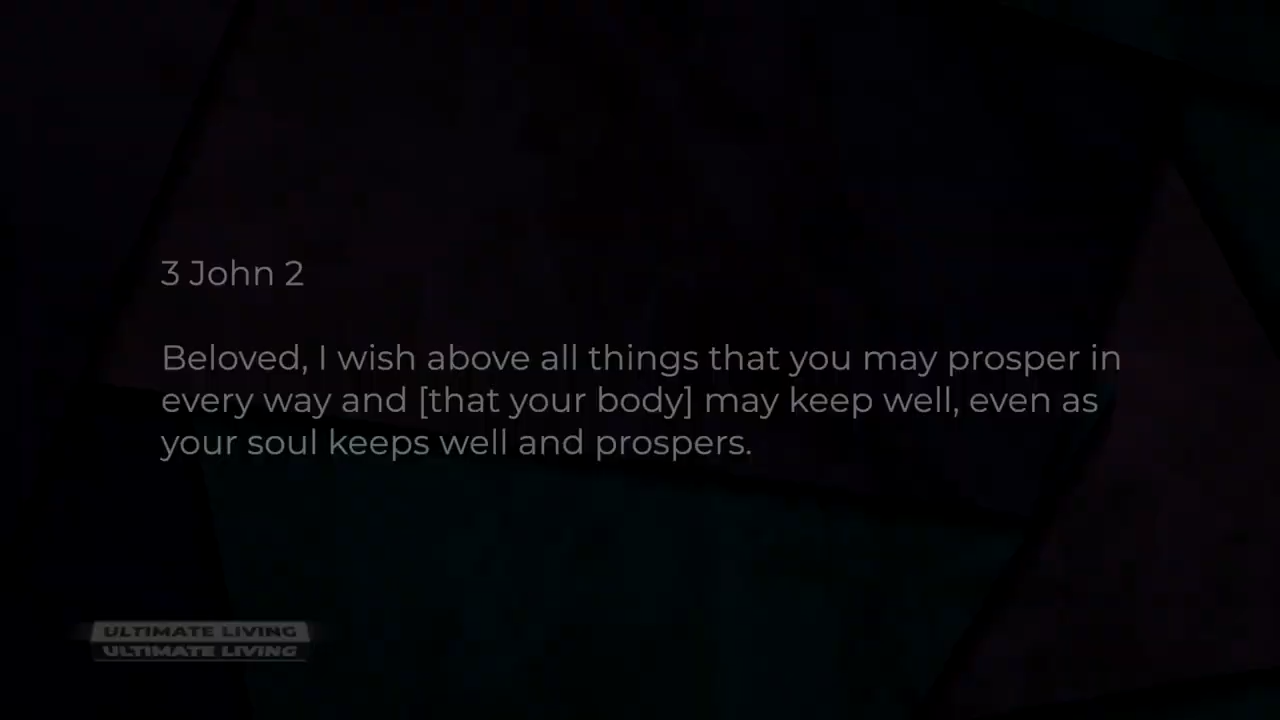 3 John 2
Beloved, I wish above all things that you may prosper in
every way and [that your body] may keep well, even as
your soul keeps well and prospers.
ULTIMATE LIVING
ULTIMATE LIVING